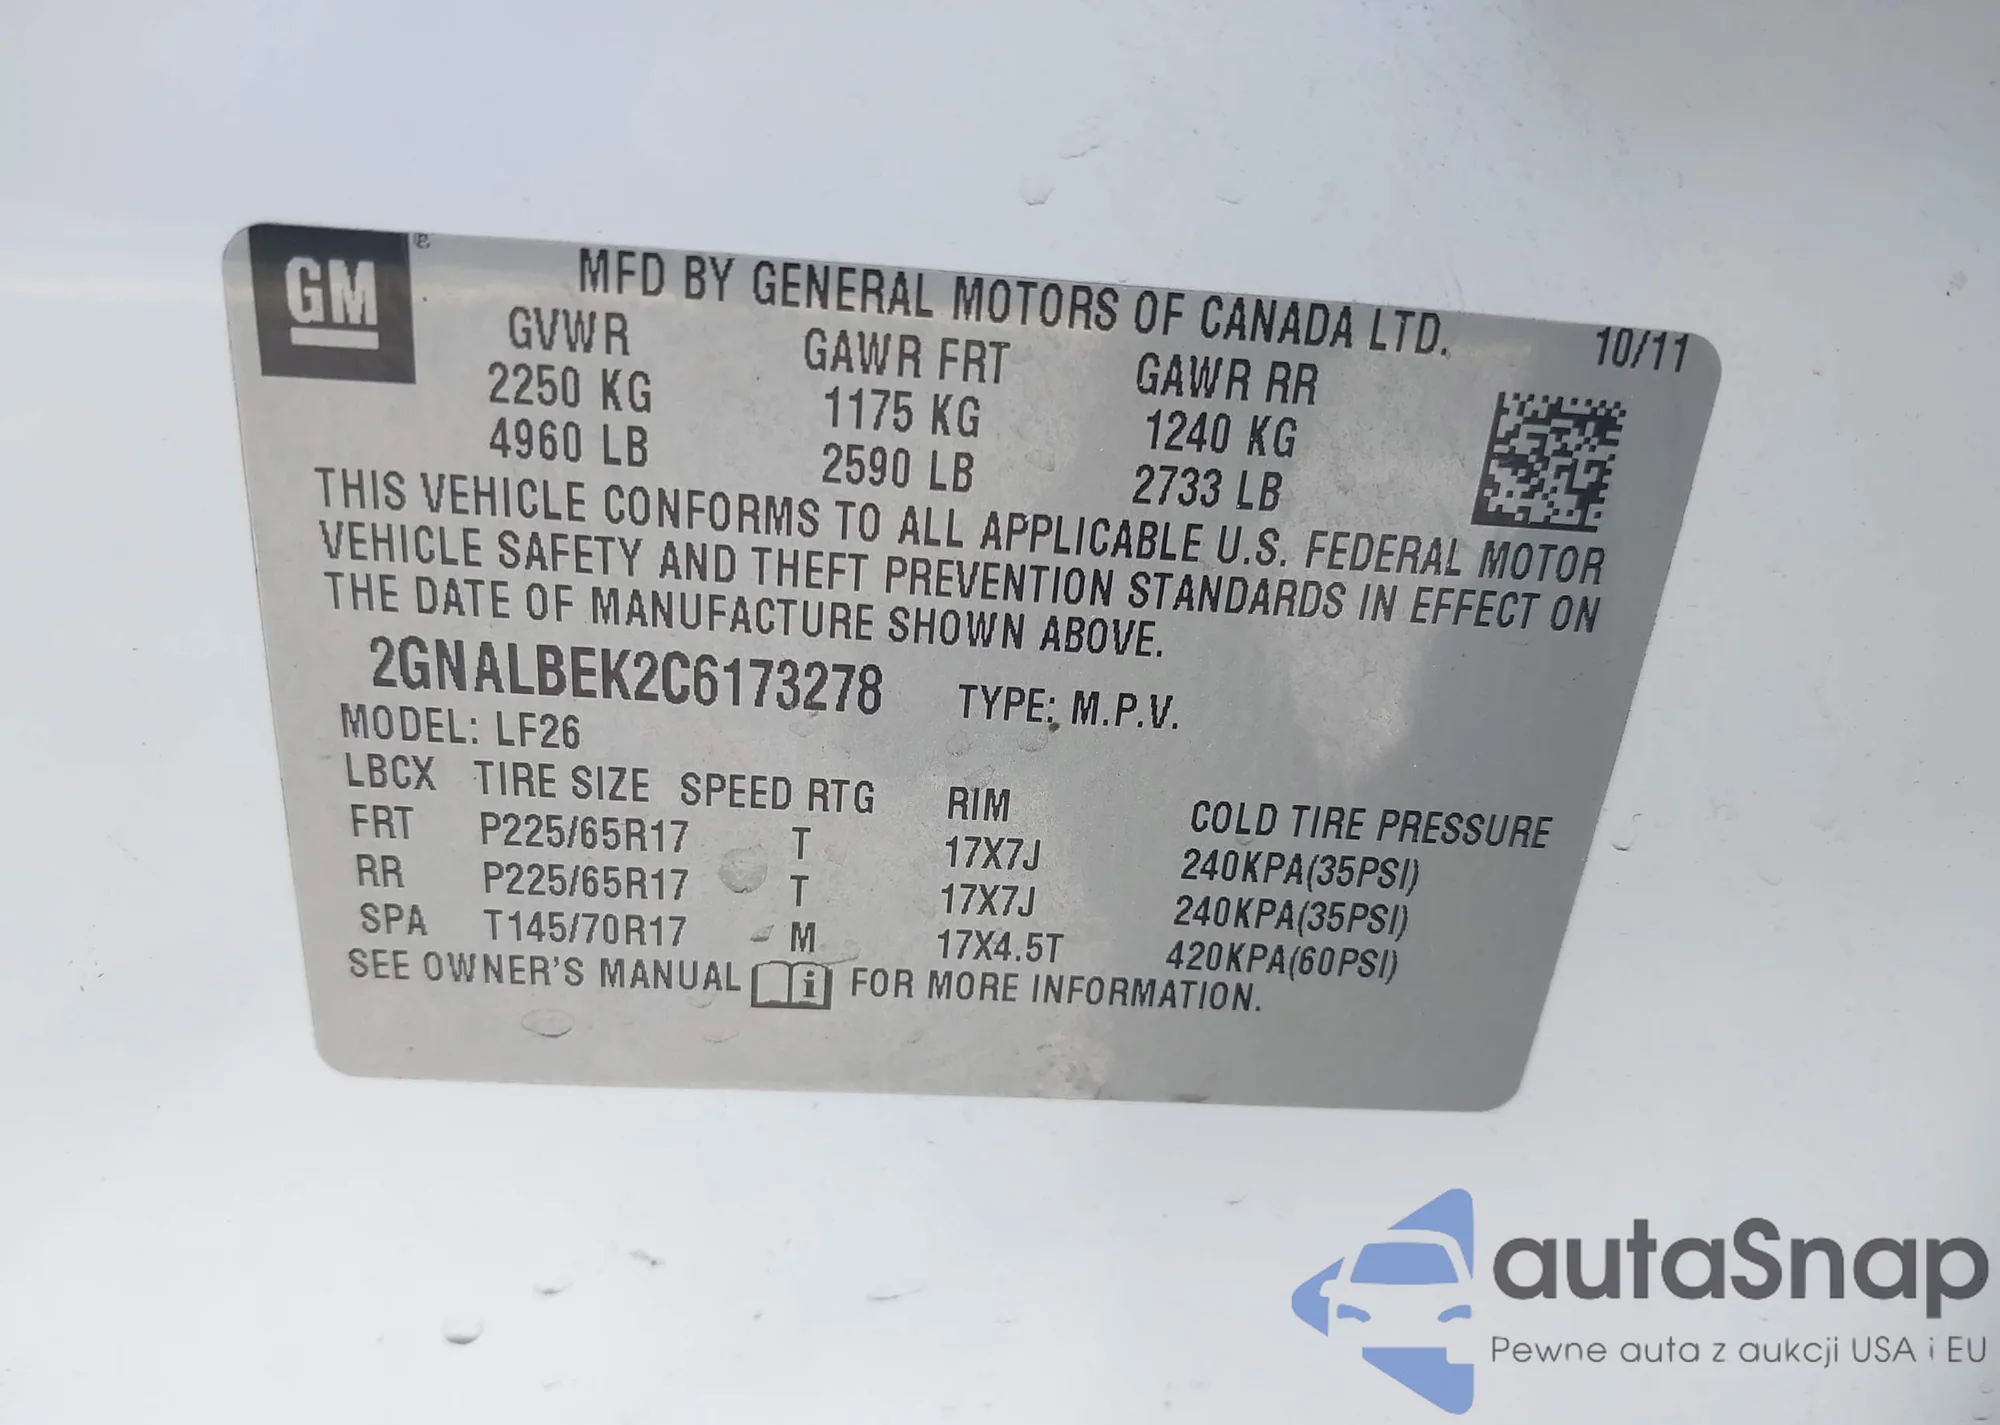 GM
MFD BY GENERAL MOTORS OF CANADA LTD.
10/11
GVWR GAWR FRT GAWR RR
2250 KG 1175 KG 1240 KG
4960 LB 2590 LB 2733 LB
THIS VEHICLE CONFORMS TO ALL APPLICABLE U.S. FEDERAL MOTOR
VEHICLE SAFETY AND THEFT PREVENTION STANDARDS IN EFFECT ON
THE DATE OF MANUFACTURE SHOWN ABOVE.
2GNALBEK2C6173278 TYPE: M.P.V.
MODEL: LF26
LBCX TIRE SIZE SPEED RTG RIM COLD TIRE PRESSURE
FRT P225/65R17 T 17X7J 240KPA(35PSI)
RR P225/65R17 T 17X7J 240KPA(35PSI)
SPA T145/70R17 M 17X4.5T 420KPA(60PSI)
SEE OWNER'S MANUAL i FOR MORE INFORMATION.
autaSnap
Pewne auta z aukcji USA i EU